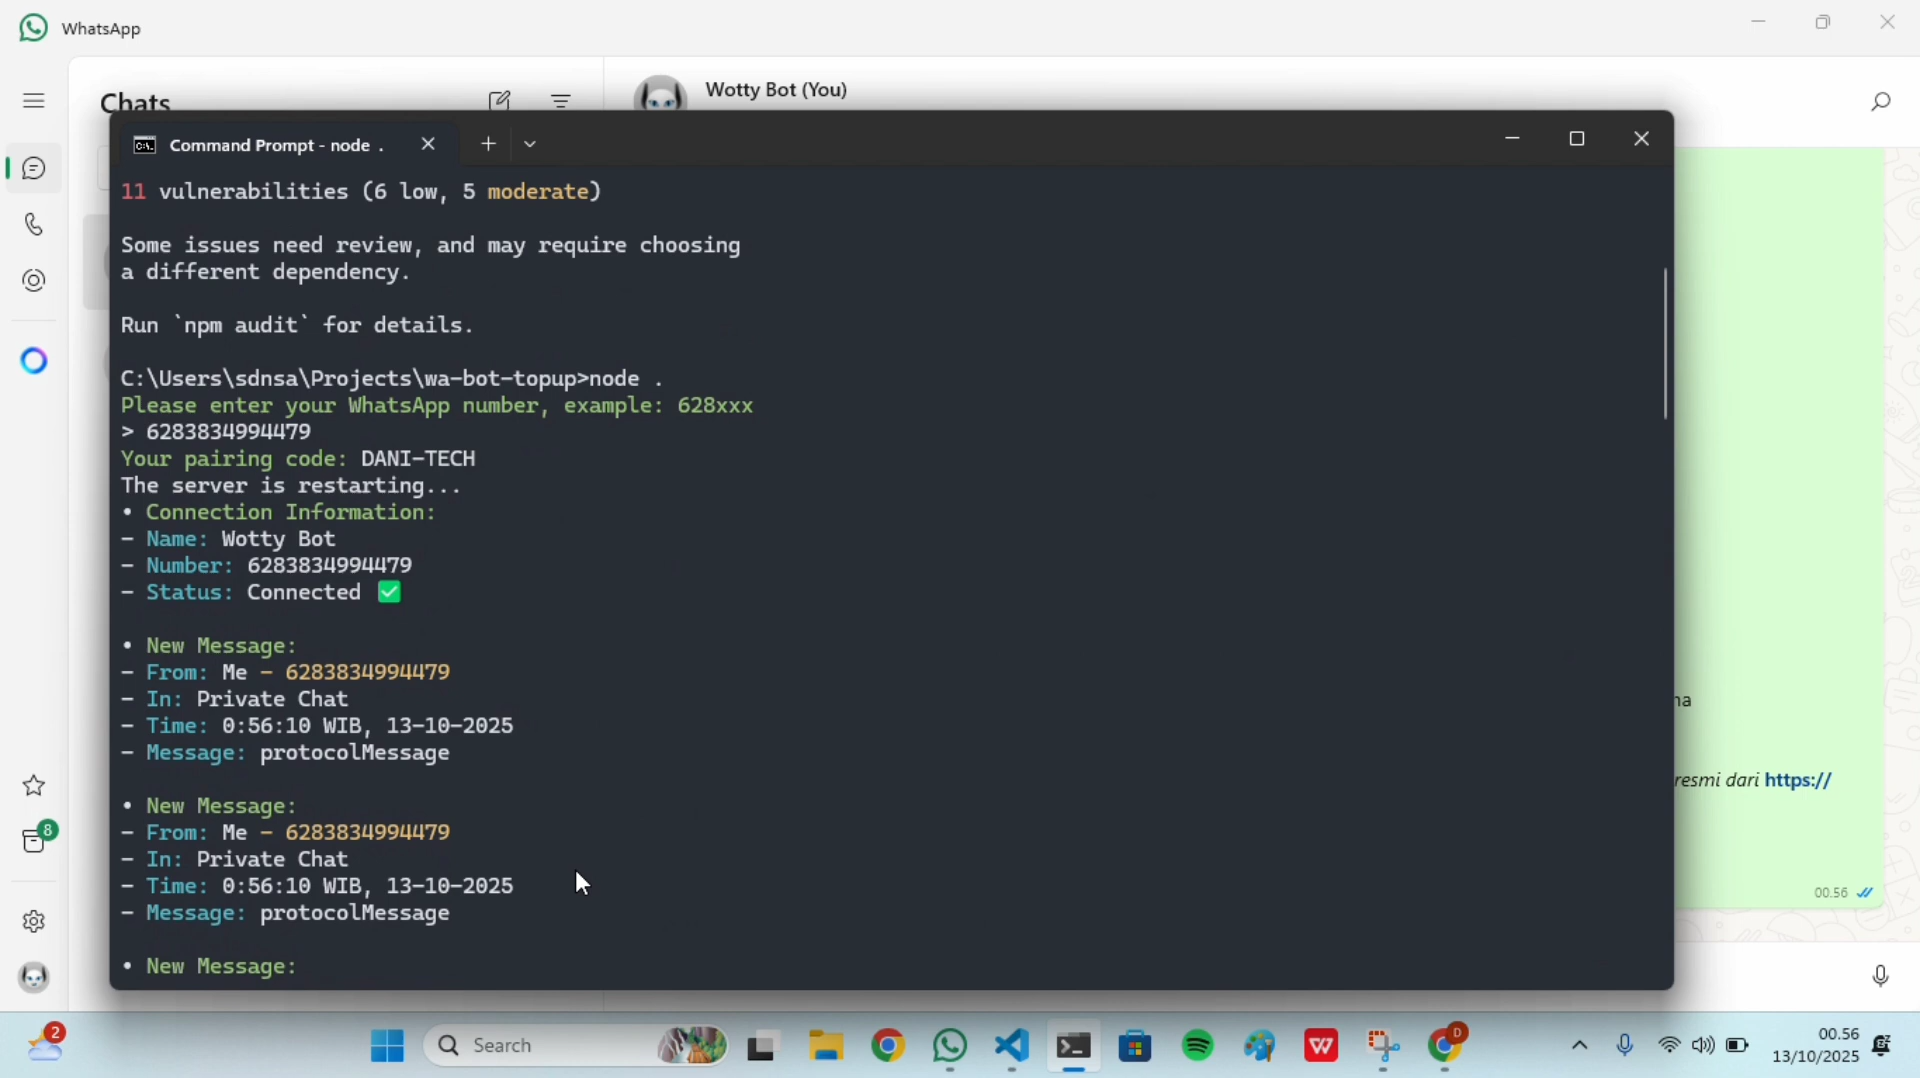 WhatsApp
Chats
Wotty Bot (You)
Command Prompt - node .
11 vulnerabilities (6 low, 5 moderate)
Some issues need review, and may require choosing
a different dependency.
Run `npm audit` for details.
C:\Users\sdnsa\Projects\wa-bot-topup>node .
Please enter your WhatsApp number, example: 628xxx
> 6283834994479
Your pairing code: DANI-TECH
The server is restarting...
• Connection Information:
- Name: Wotty Bot
- Number: 6283834994479
- Status: Connected ✅
• New Message:
- From: Me - 6283834994479
- In: Private Chat
- Time: 0:56:10 WIB, 13-10-2025
- Message: protocolMessage
• New Message:
- From: Me - 6283834994479
- In: Private Chat
- Time: 0:56:10 WIB, 13-10-2025
- Message: protocolMessage
• New Message:
resmi dari https://
00.56
8
2
Search
D
00.56
13/10/2025